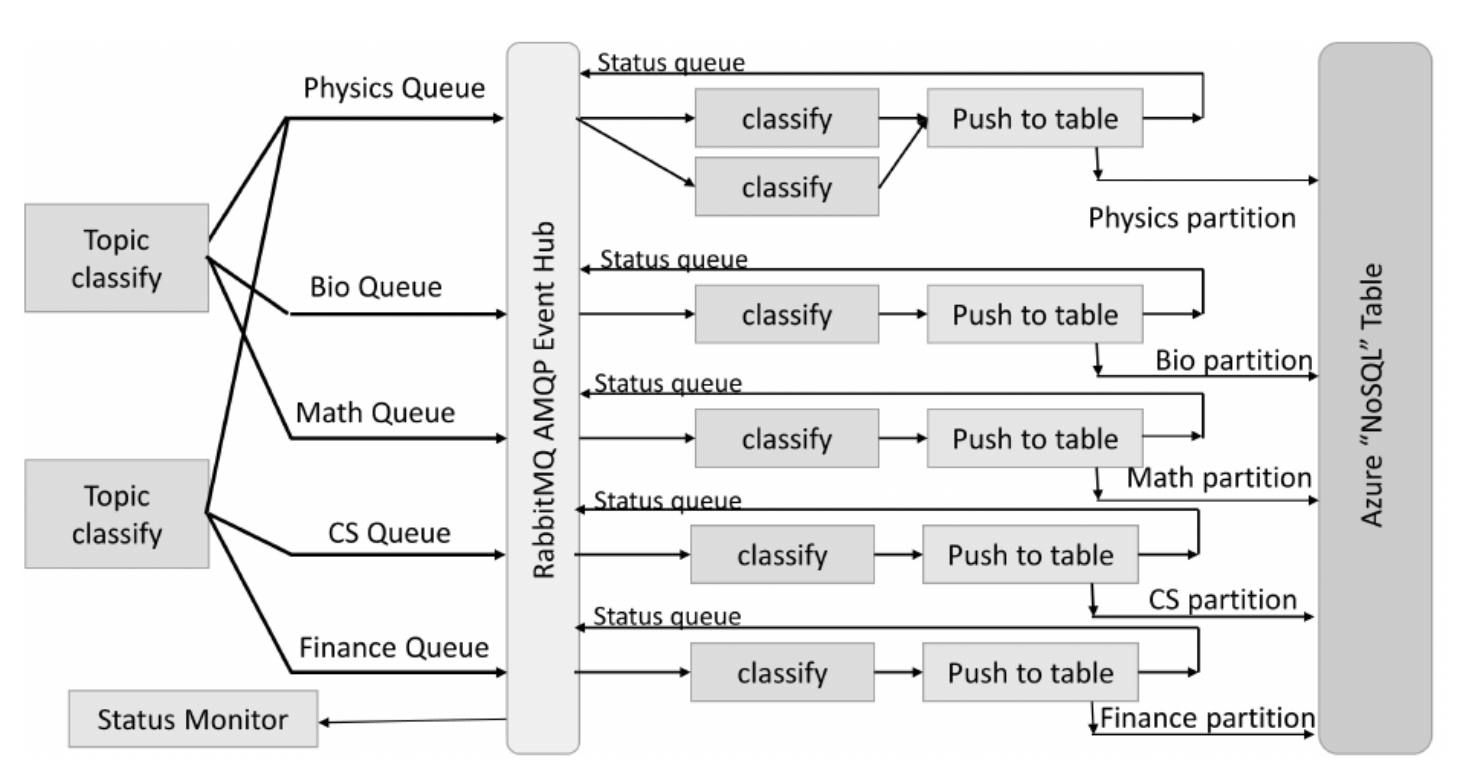 Physics Queue
Topic
classify
Bio Queue
Math Queue
Topic
classify
CS Queue
Finance Queue
Status Monitor
RabbitMQ AMQP Event Hub
Status queue
classify
Push to table
classify
Physics partition
Status queue
classify
Push to table
Bio partition
Status queue
classify
Push to table
Math partition
Status queue
classify
Push to table
CS partition
Status queue
classify
Push to table
Finance partition
Azure “NoSQL” Table